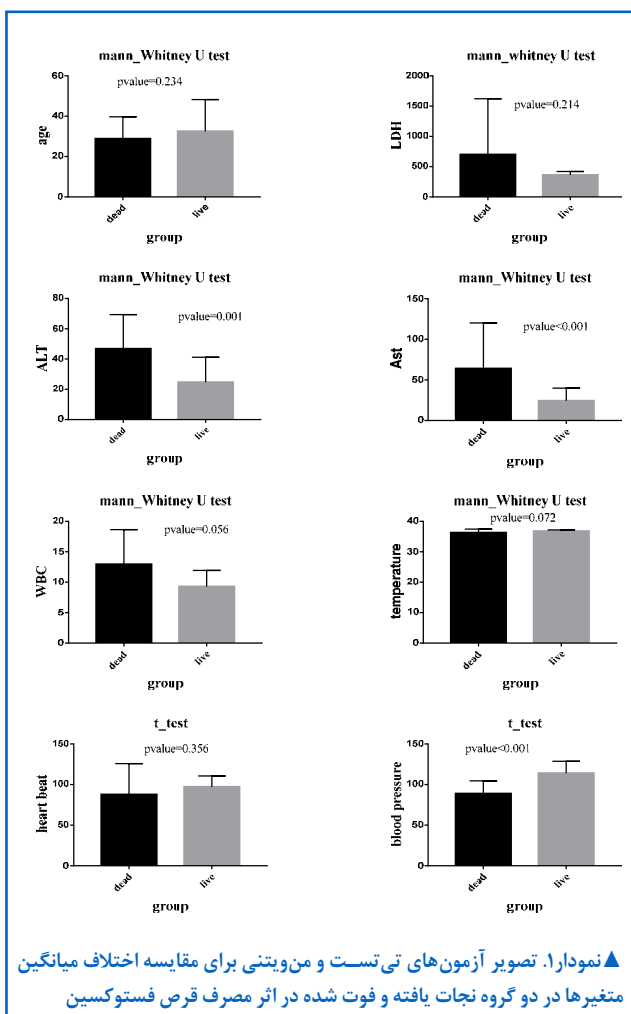 mann_Whitney U test
pvalue=0.234
60
40
20
0
age
dead
live
group
mann_whitney U test
pvalue=0.214
2000
1500
1000
500
0
LDH
dead
live
group
mann_Whitney U test
pvalue=0.001
80
60
40
20
0
ALT
dead
live
group
mann_Whitney U test
pvalue<0.001
150
100
50
0
Ast
dead
live
group
mann_Whitney U test
pvalue=0.056
20
15
10
5
0
WBC
dead
live
group
mann_Whitney U test
pvalue=0.072
40
30
20
10
0
temperature
dead
live
group
t_test
pvalue=0.356
150
100
50
0
heart beat
dead
live
group
t_test
pvalue<0.001
150
100
50
0
blood pressure
dead
live
group
▲نمودار۱. تصویر آزمون‌های تی‌تســت و من‌ویتنی برای مقایسه اختلاف میانگین
متغیرها در دو گروه نجات یافته و فوت شده در اثر مصرف قرص فستوکسین